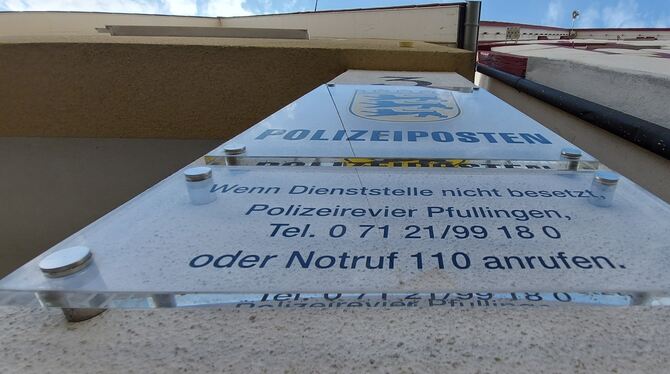 POLIZEIPOSTEN
Wenn Dienststelle nicht besetzt,
Polizeirevier Pfullingen,
Tel. 0 71 21/99 18 0
oder Notruf 110 anrufen.